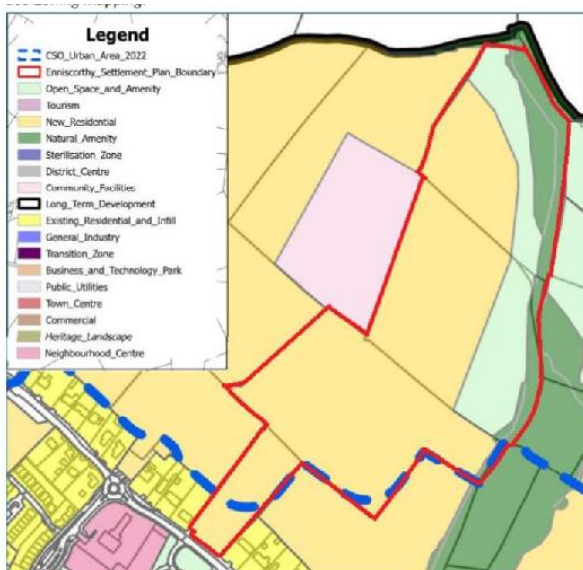 Legend
CSO_Urban_Area_2022
Enniscorthy_Settlement_Plan_Boundary
Open_Space_and_Amenity
Tourism
New_Residential
Natural_Amenity
Sterilisation_Zone
District_Centre
Community_Facilities
Long_Term_Development
Existing_Residential_and_Infill
General_Industry
Transition_Zone
Business_and_Technology_Park
Public_Utilities
Town_Centre
Commercial
Heritage_Landscape
Neighbourhood_Centre